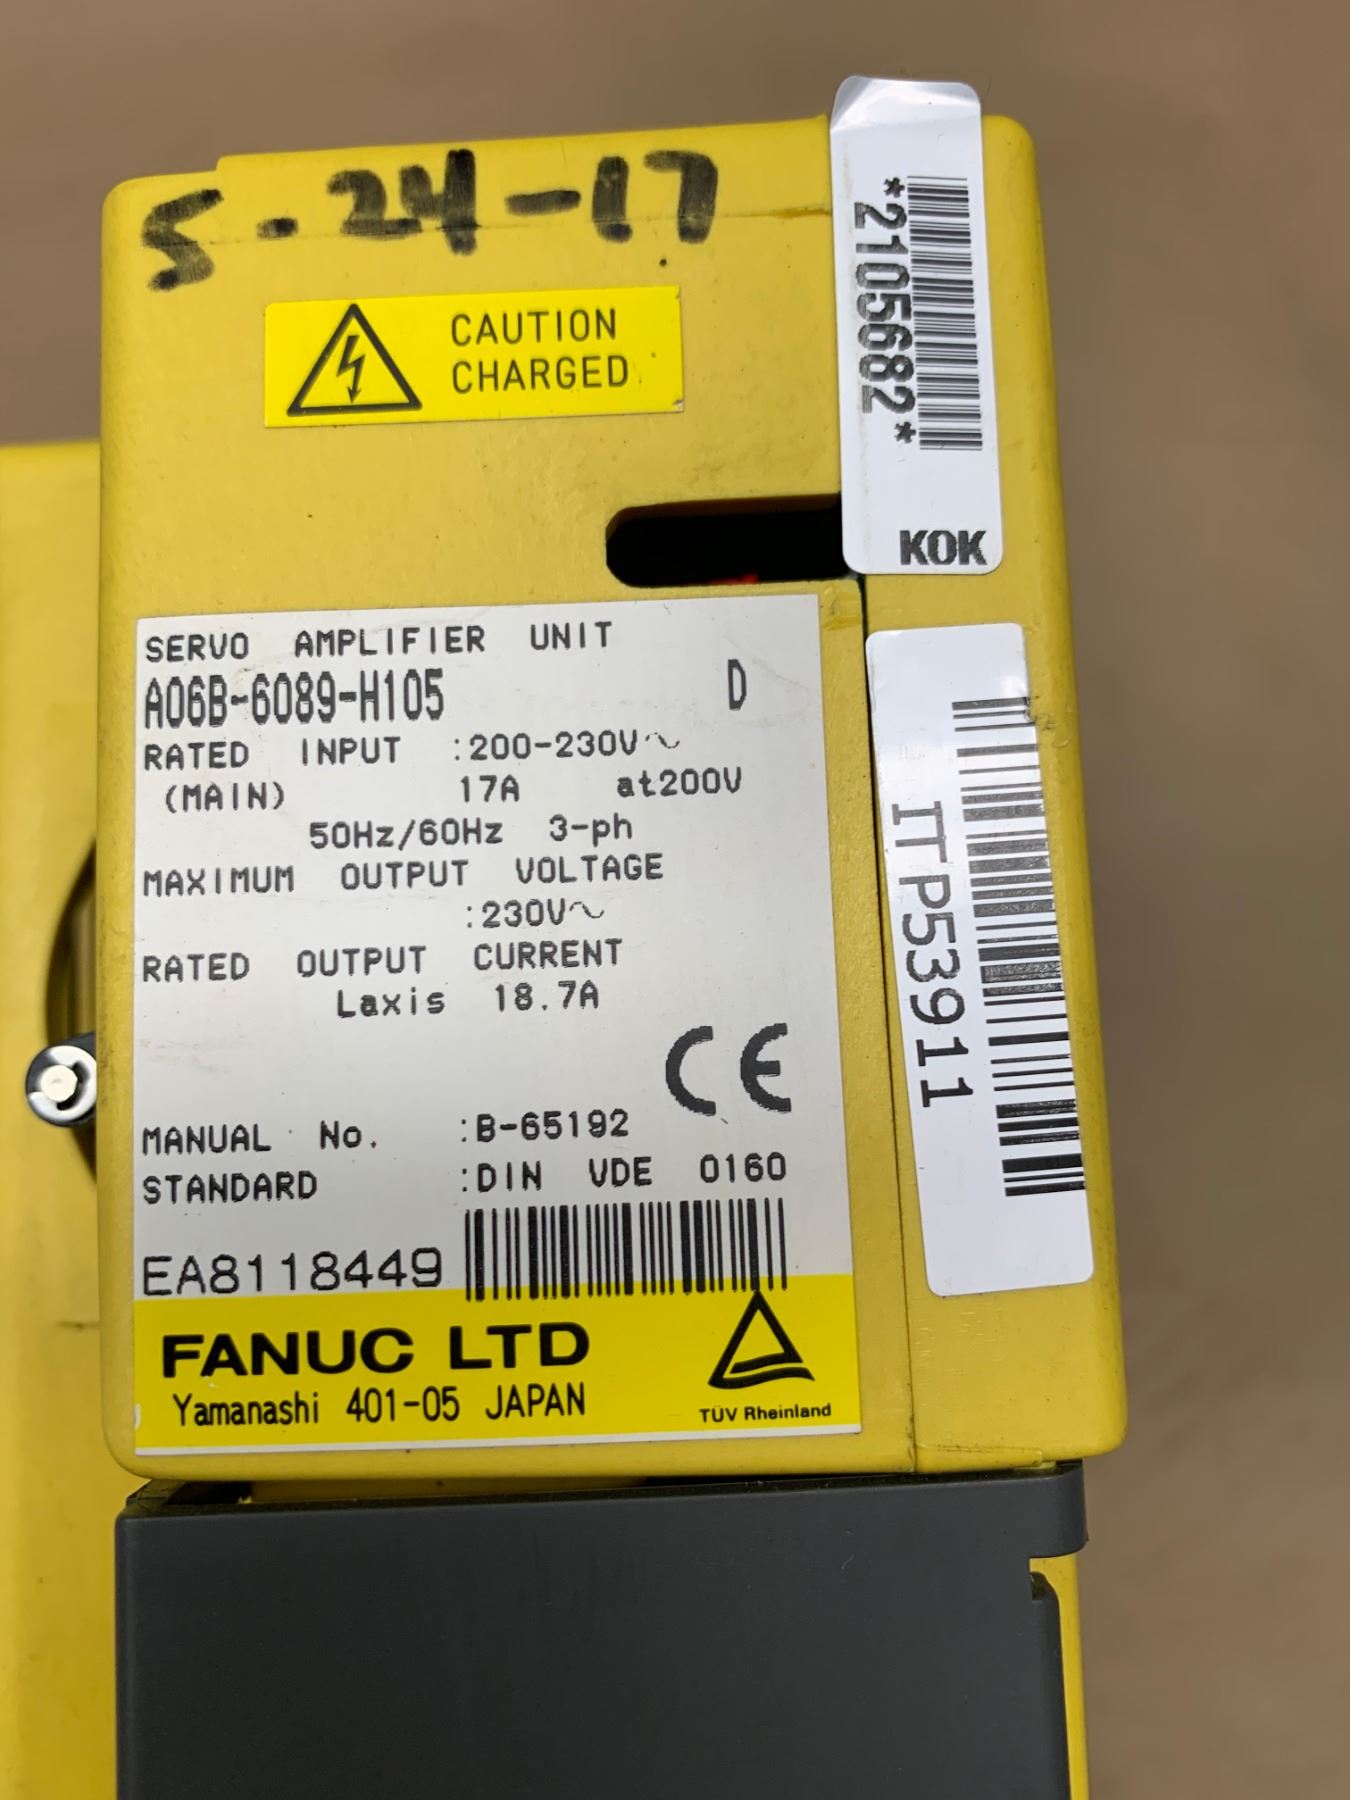 5-24-17
CAUTION
CHARGED
*2105682*
KOK
SERVO AMPLIFIER UNIT
A06B-6089-H105 D
RATED INPUT :200-230V~
(MAIN) 17A at200V
50Hz/60Hz 3-ph
MAXIMUM OUTPUT VOLTAGE
:230V~
RATED OUTPUT CURRENT
Laxis 18.7A
CE
MANUAL No. :B-65192
STANDARD :DIN VDE 0160
EA8118449
FANUC LTD
Yamanashi 401-05 JAPAN
TÜV Rheinland
ITP53911